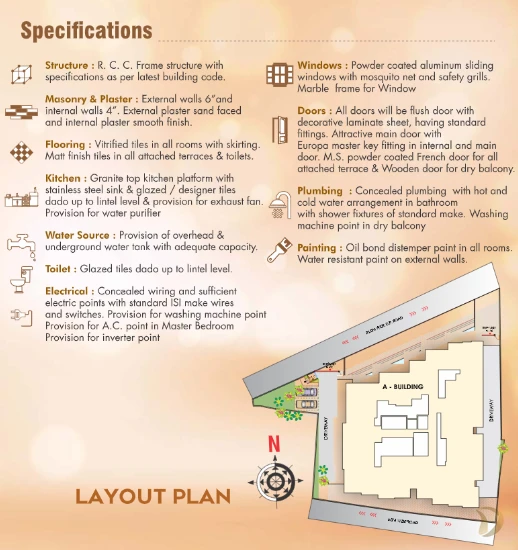 Specifications
Structure : R. C. C. Frame structure with
specifications as per latest building code.
Masonry & Plaster : External walls 6"and
internal walls 4". External plaster sand faced
and internal plaster smooth finish.
Flooring : Vitrified tiles in all rooms with skirting.
Matt finish tiles in all attached terraces & toilets.
Kitchen : Granite top kitchen platform with
stainless steel sink & glazed / designer tiles
dado up to lintel level & provision for exhaust fan.
Provision for water purifier
Water Source : Provision of overhead &
underground water tank with adequate capacity.
Toilet : Glazed tiles dado up to lintel level.
Electrical : Concealed wiring and sufficient
electric points with standard ISI make wires
and switches. Provision for washing machine point
Provision for A.C. point in Master Bedroom
Provision for inverter point
Windows : Powder coated aluminum sliding
windows with mosquito net and safety grills.
Marble frame for Window
Doors : All doors will be flush door with
decorative laminate sheet, having standard
fittings. Attractive main door with
Europa master key fitting in internal and main
door. M.S. powder coated French door for all
attached terrace & Wooden door for dry balcony.
Plumbing : Concealed plumbing with hot and
cold water arrangement in bathroom
with shower fixtures of standard make. Washing
machine point in dry balcony
Painting : Oil bond distemper paint in all rooms.
Water resistant paint on external walls.
A - BUILDING
DRIVEWAY
DRIVEWAY
N
LAYOUT PLAN